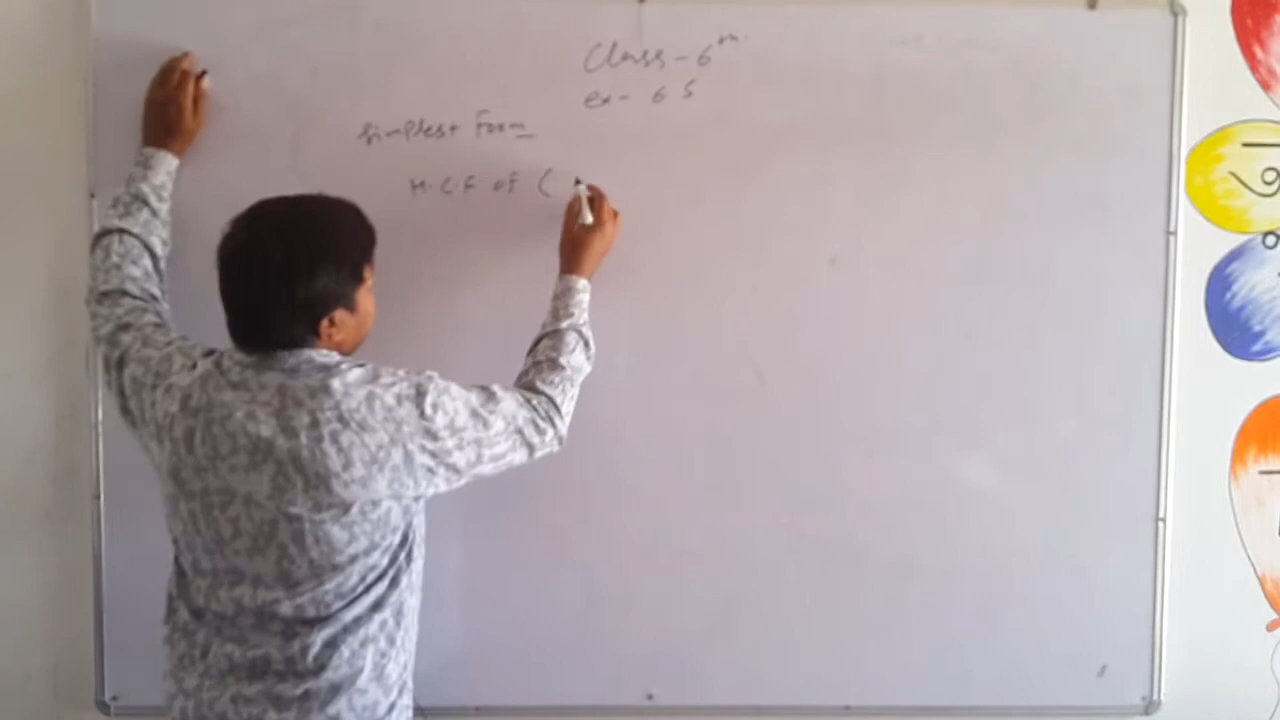 Class - 6th
ex - 6 5
Simplest Form
H.C.F of (